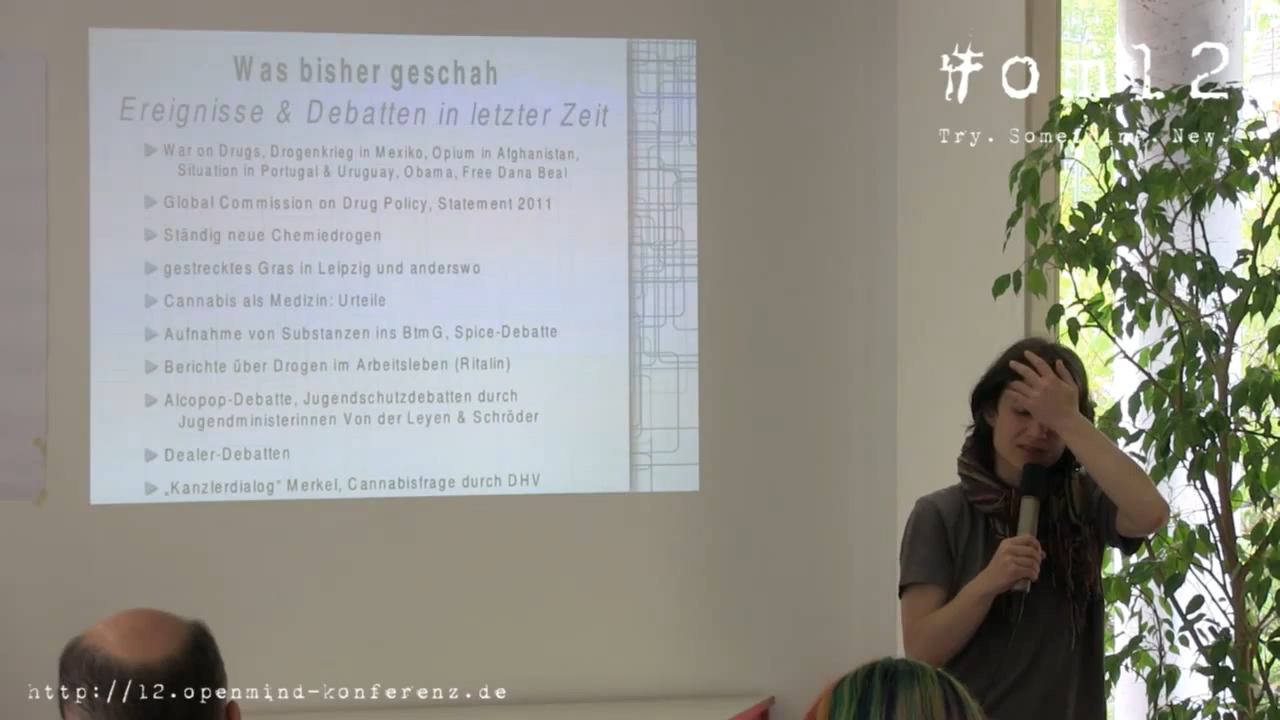 Was bisher geschah
Ereignisse & Debatten in letzter Zeit
War on Drugs, Drogenkrieg in Mexiko, Opium in Afghanistan,
Situation in Portugal & Uruguay, Obama, Free Dana Beal
Global Commission on Drug Policy, Statement 2011
Ständig neue Chemiedrogen
gestrecktes Gras in Leipzig und anderswo
Cannabis als Medizin: Urteile
Aufnahme von Substanzen ins BtmG, Spice-Debatte
Berichte über Drogen im Arbeitsleben (Ritalin)
Alcopop-Debatte, Jugendschutzdebatten durch
Jugendministerinnen Von der Leyen & Schröder
Dealer-Debatten
„Kanzlerdialog“ Merkel, Cannabisfrage durch DHV
#om12
Try. Something. New.
http://12.openmind-konferenz.de